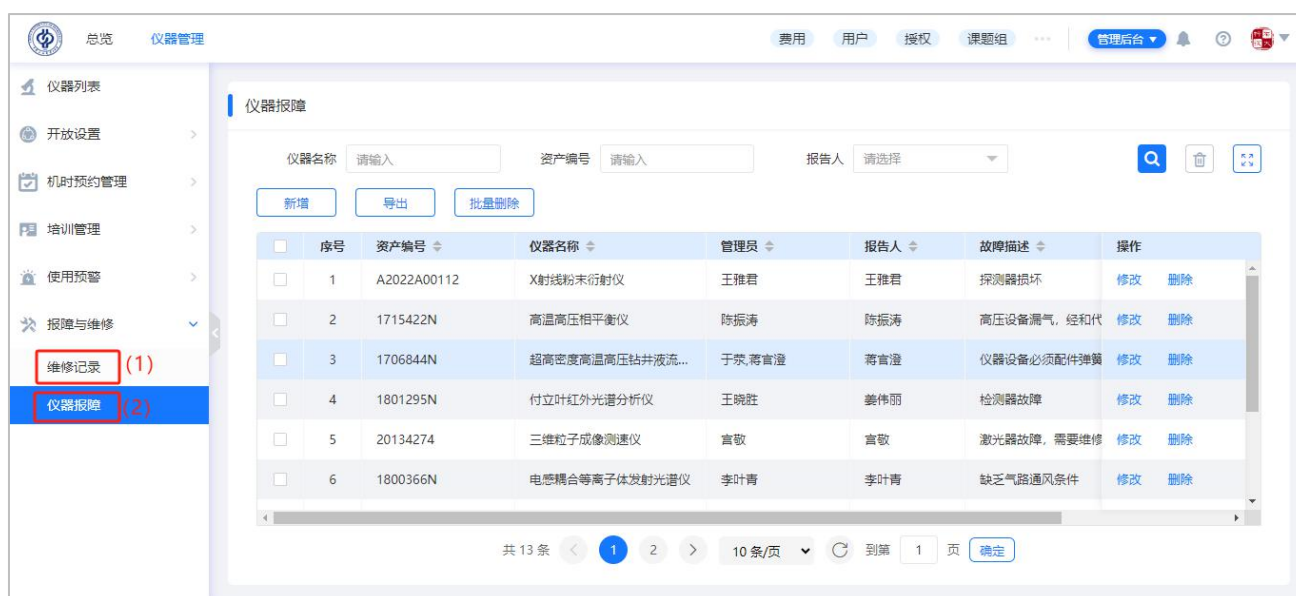 总览 仪器管理 费用 用户 授权 课题组 ··· 管理后台
仪器列表
开放设置
机时预约管理
培训管理
使用预警
报障与维修
维修记录 (1)
仪器报障 (2)
仪器报障
仪器名称 请输入 资产编号 请输入 报告人 请选择
新增 导出 批量删除
序号 资产编号 仪器名称 管理员 报告人 故障描述 操作
1 A2022A00112 X射线粉末衍射仪 王雅君 王雅君 探测器损坏 修改 删除
2 1715422N 高温高压相平衡仪 陈振涛 陈振涛 高压设备漏气，经和代 修改 删除
3 1706844N 超高密度高温高压钻井液流... 于荧,蒋官澄 蒋官澄 仪器设备必须配件弹簧 修改 删除
4 1801295N 付立叶红外光谱分析仪 王晓胜 姜伟丽 检测器故障 修改 删除
5 20134274 三维粒子成像测速仪 宫敬 宫敬 激光器故障，需要维修 修改 删除
6 1800366N 电感耦合等离子体发射光谱仪 李叶青 李叶青 缺乏气路通风条件 修改 删除
共 13 条 1 2 10 条/页 到第 1 页 确定